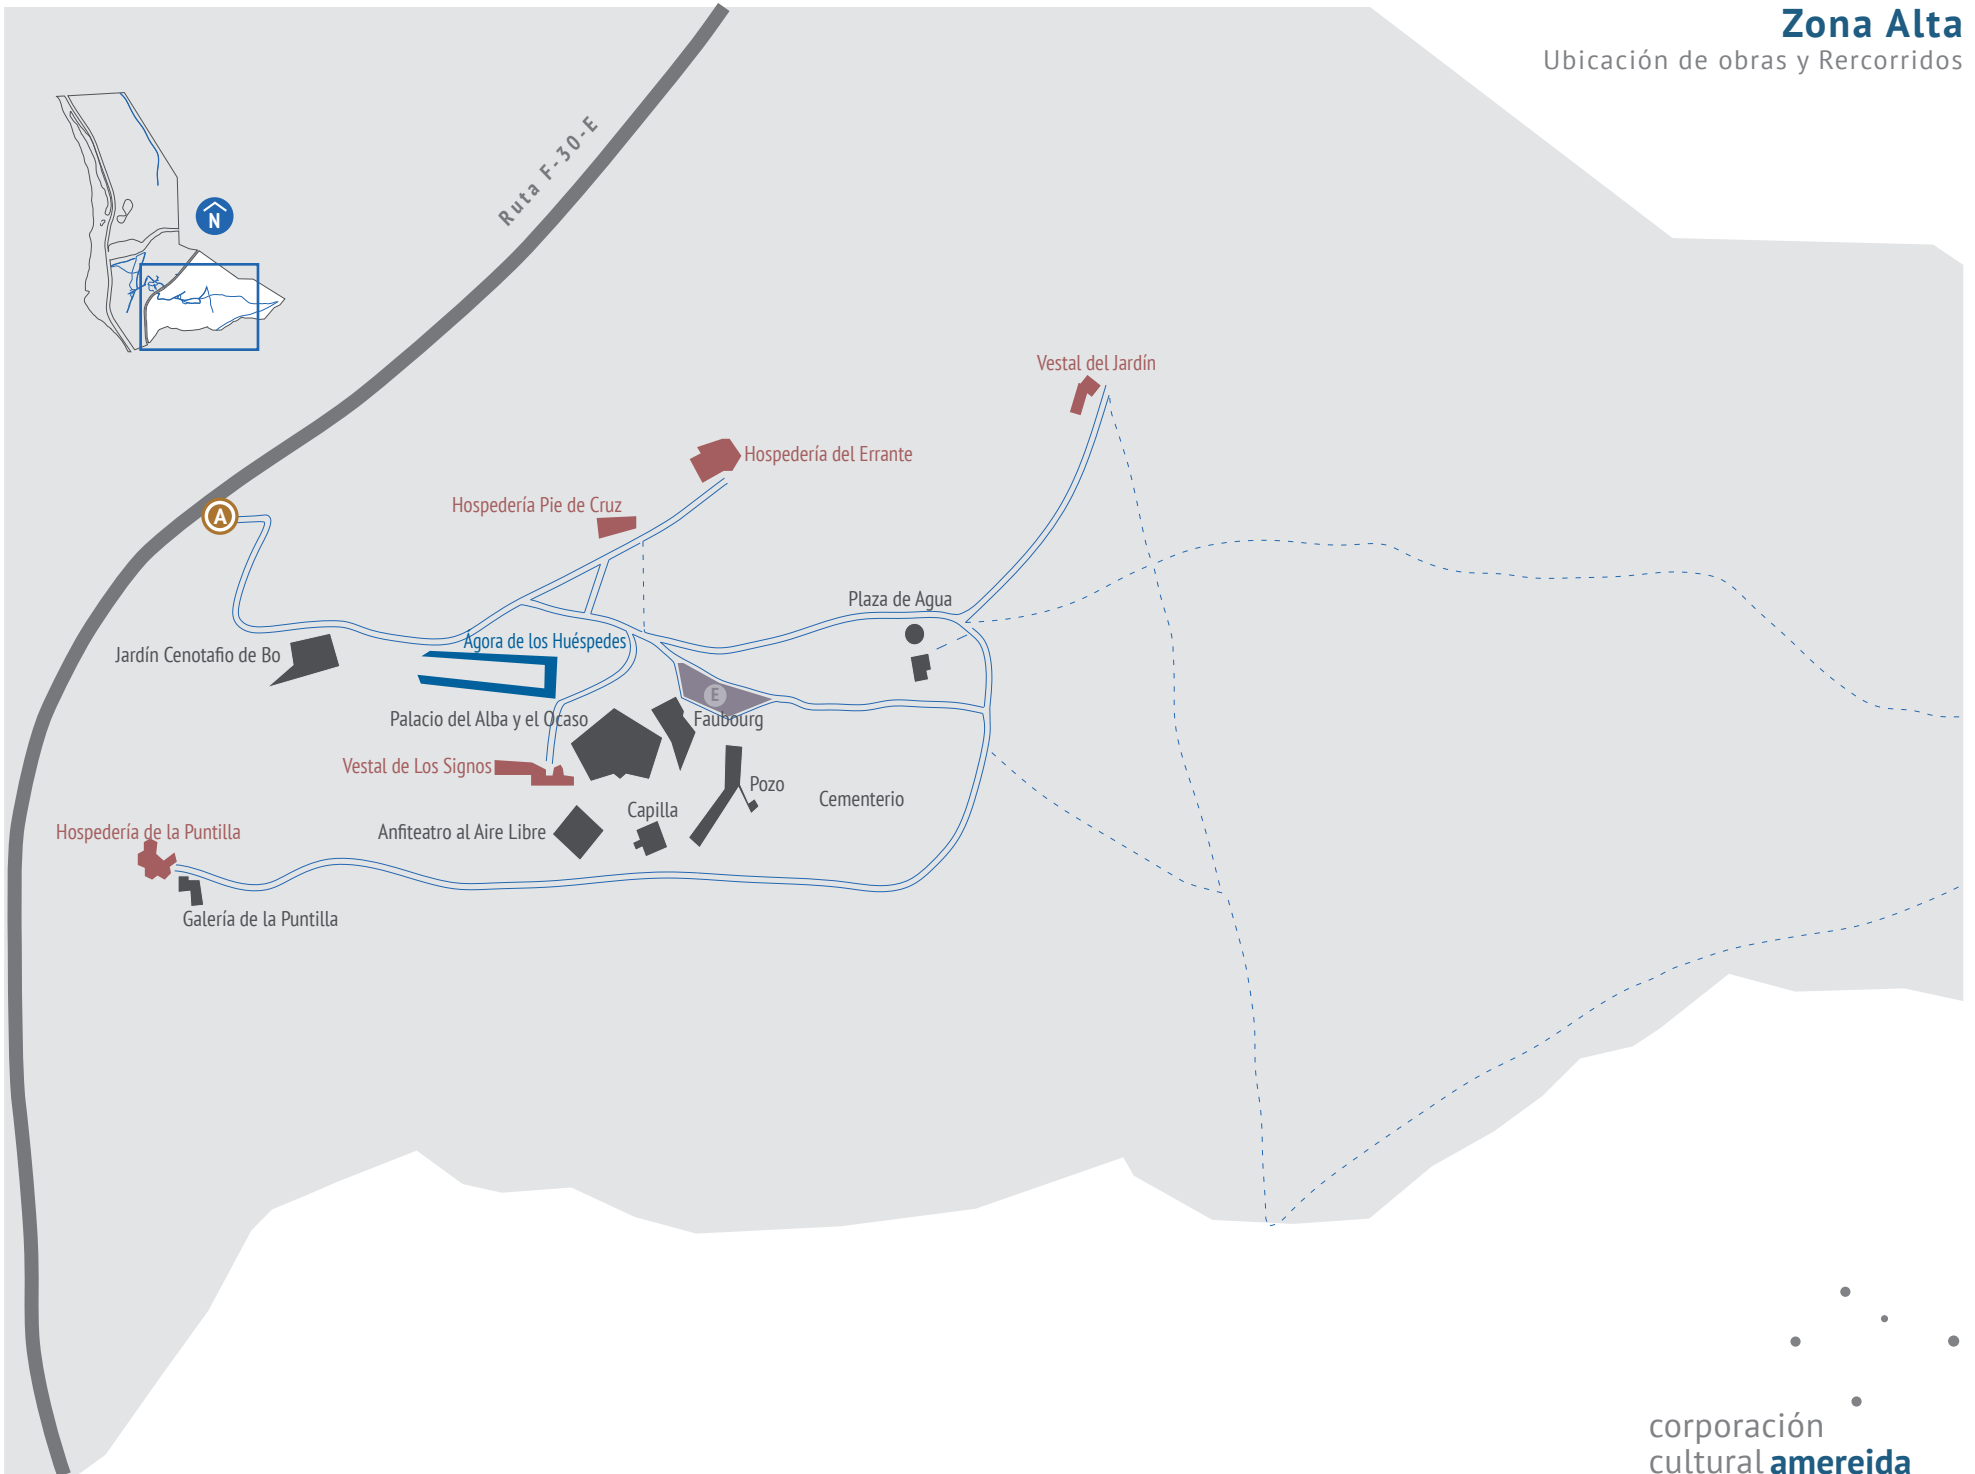 Zona Alta
Ubicación de obras y Rercorridos
Ruta F-30-E
N
Vestal del Jardín
Hospedería del Errante
Hospedería Pie de Cruz
A
Plaza de Agua
Agora de los Huéspedes
Jardín Cenotafio de Bo
E
Palacio del Alba y el Ocaso
Faubourg
Vestal de Los Signos
Pozo
Cementerio
Capilla
Anfiteatro al Aire Libre
Hospedería de la Puntilla
Galería de la Puntilla
corporación
cultural amereida